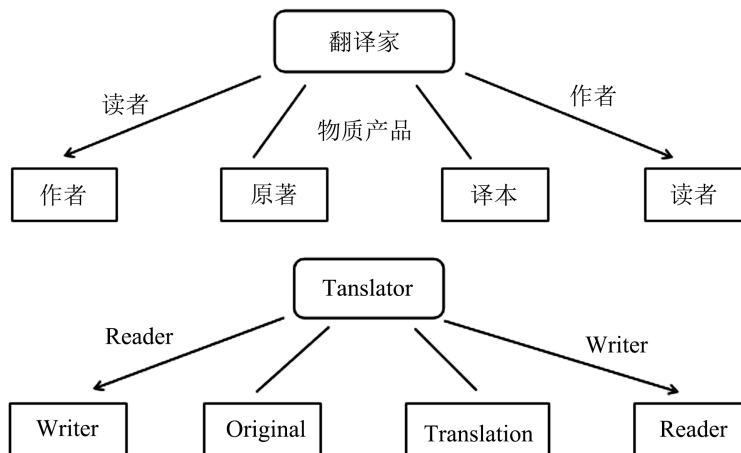 翻译家
读者
作者
物质产品
作者
原著
译本
读者
Tanslator
Reader
Writer
Writer
Original
Translation
Reader